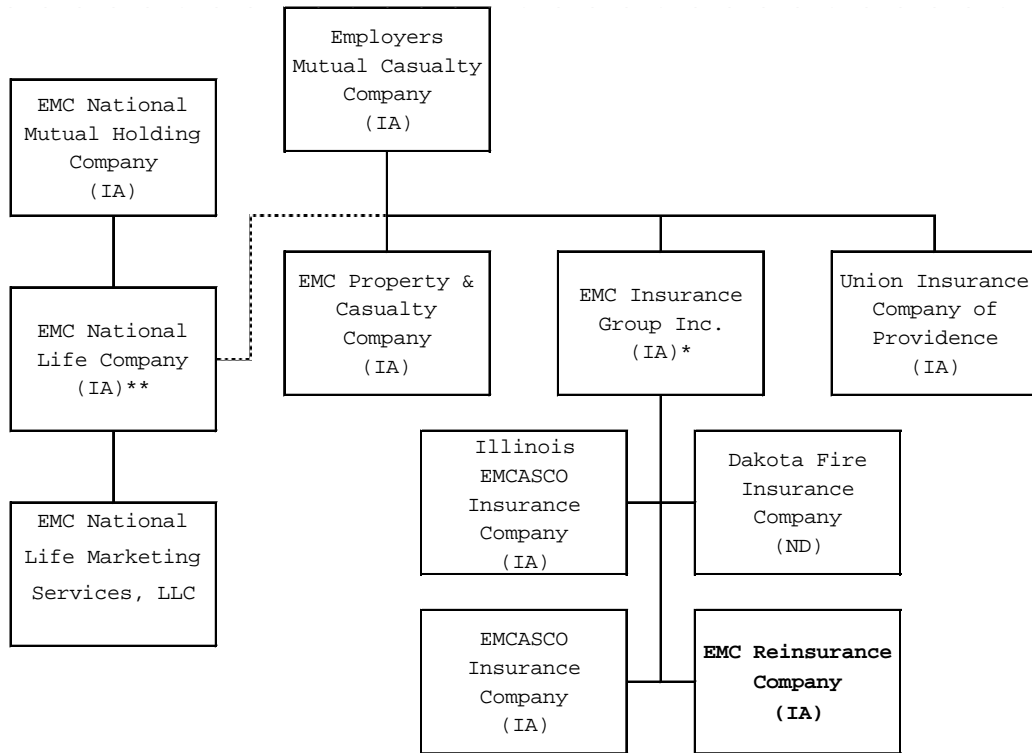 Employers
Mutual Casualty
Company
(IA)
EMC National
Mutual Holding
Company
(IA)
EMC National
Life Company
(IA)**
EMC Property &
Casualty
Company
(IA)
EMC Insurance
Group Inc.
(IA)*
Union Insurance
Company of
Providence
(IA)
Illinois
EMCASCO
Insurance
Company
(IA)
Dakota Fire
Insurance
Company
(ND)
EMC National
Life Marketing
Services, LLC
EMCASCO
Insurance
Company
(IA)
EMC Reinsurance
Company
(IA)